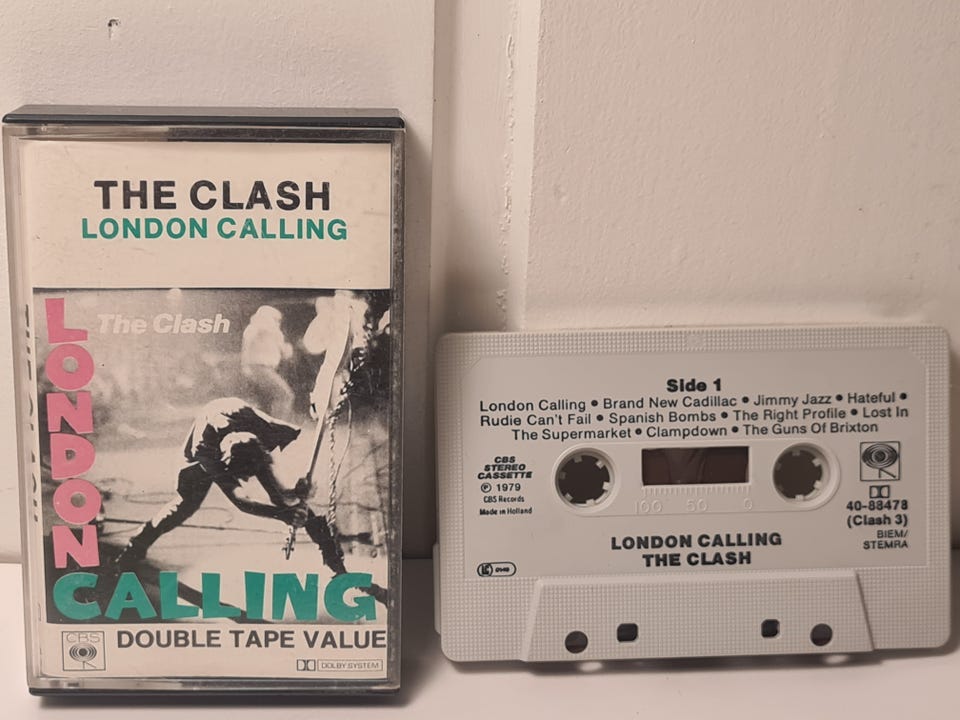 THE CLASH
LONDON CALLING
The Clash
LONDON
CALLING
CBS
DOUBLE TAPE VALUE
DOLBY SYSTEM
Side 1
London Calling • Brand New Cadillac • Jimmy Jazz • Hateful •
Rudie Can't Fail • Spanish Bombs • The Right Profile • Lost In
The Supermarket • Clampdown • The Guns Of Brixton
CBS
STEREO
CASSETTE
℗ 1979
CBS Records
Made in Holland
100 50 0
40-88478
(Clash 3)
BIEM/
STEMRA
LONDON CALLING
THE CLASH